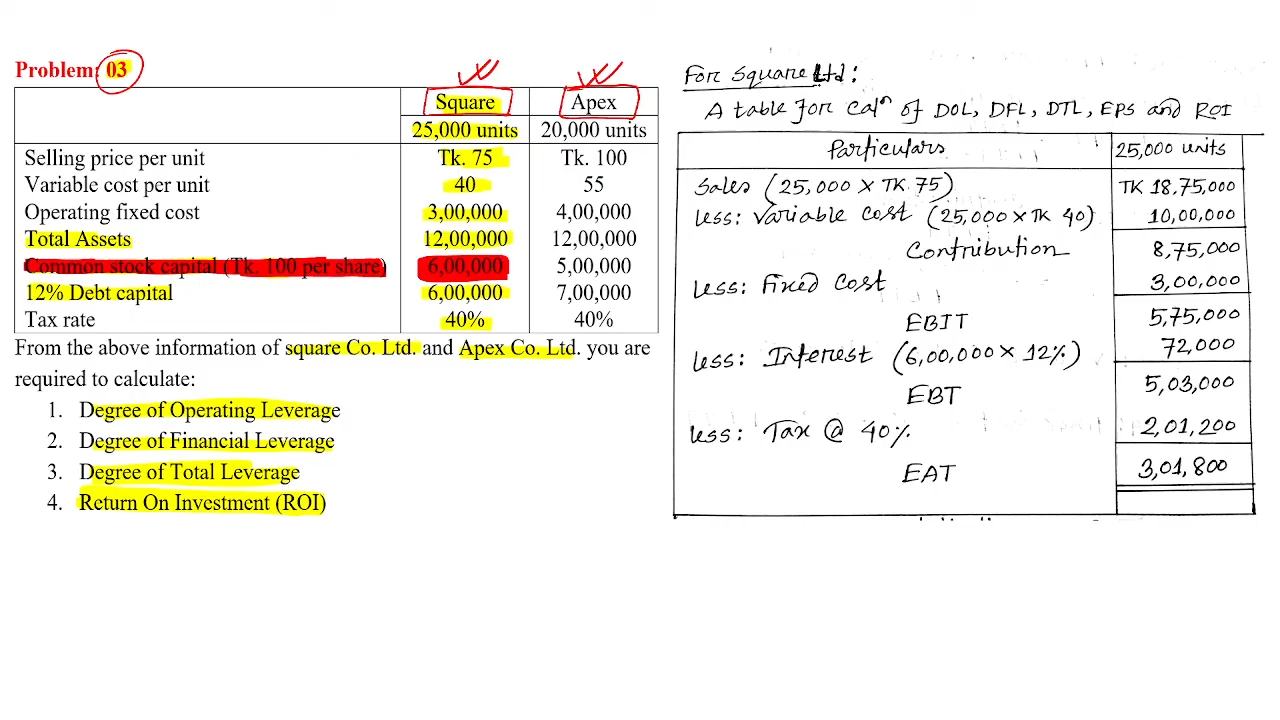 Problem: 03
Square Apex
25,000 units 20,000 units
Selling price per unit Tk. 75 Tk. 100
Variable cost per unit 40 55
Operating fixed cost 3,00,000 4,00,000
Total Assets 12,00,000 12,00,000
Common stock capital (Tk. 100 per share) 6,00,000 5,00,000
12% Debt capital 6,00,000 7,00,000
Tax rate 40% 40%
From the above information of square Co. Ltd. and Apex Co. Ltd. you are
required to calculate:
1. Degree of Operating Leverage
2. Degree of Financial Leverage
3. Degree of Total Leverage
4. Return On Investment (ROI)
For Square Ltd:
A table for Calⁿ of DOL, DFL, DTL, EPS and ROI
Particulars 25,000 units
Sales (25,000 × TK 75) TK 18,75,000
less: Variable Cost (25,000 × TK 40) 10,00,000
Contribution 8,75,000
less: Fixed Cost 3,00,000
EBIT 5,75,000
less: Interest (6,00,000 × 12%) 72,000
EBT 5,03,000
less: Tax @ 40% 2,01,200
EAT 3,01,800